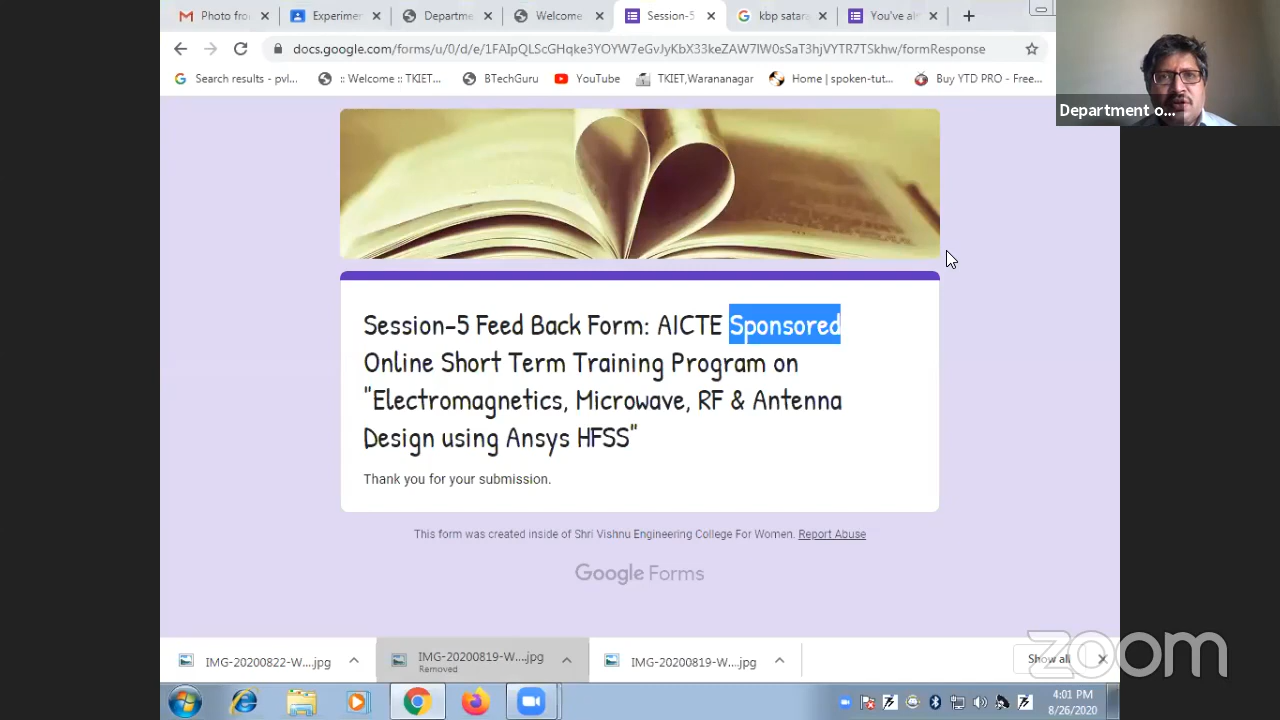 Photo fro
Experimen
Departme
Welcome
Session-5
kbp satara
You've alr
docs.google.com/forms/u/0/d/e/1FAIpQLScGHqke3YOYW7eGvJyKbX33keZAW7lW0sSaT3hjVYTR7TSkhw/formResponse
Search results - pvl...
:: Welcome :: TKIET...
BTechGuru
YouTube
TKIET,Warananagar
Home | spoken-tut...
Buy YTD PRO - Free...
Department o...
Session-5 Feed Back Form: AICTE Sponsored
Online Short Term Training Program on
"Electromagnetics, Microwave, RF & Antenna
Design using Ansys HFSS"
Thank you for your submission.
This form was created inside of Shri Vishnu Engineering College For Women. Report Abuse
Google Forms
IMG-20200822-W....jpg
IMG-20200819-W....jpg
Removed
IMG-20200819-W....jpg
Show all
zoom
4:01 PM
8/26/2020